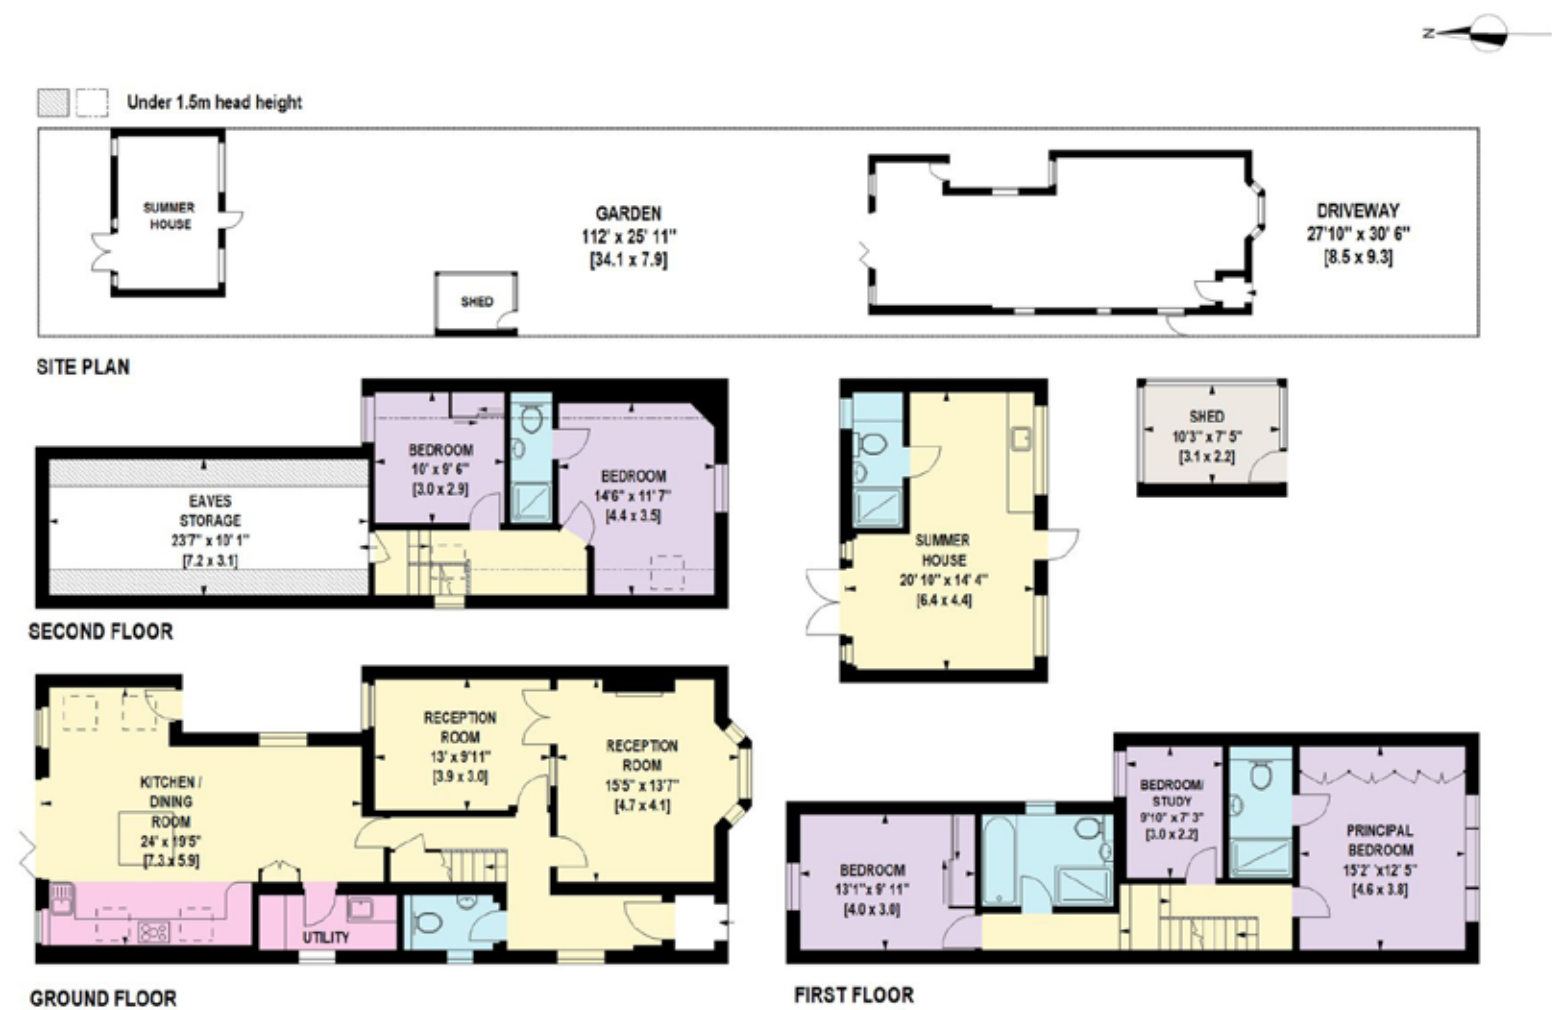 N
Under 1.5m head height
SUMMER
HOUSE
GARDEN
112' x 25' 11"
[34.1 x 7.9]
SHED
DRIVEWAY
27'10" x 30' 6"
[8.5 x 9.3]
SITE PLAN
EAVES
STORAGE
23'7" x 10' 1"
[7.2 x 3.1]
BEDROOM
10' x 9' 6"
[3.0 x 2.9]
BEDROOM
14'6" x 11' 7"
[4.4 x 3.5]
SECOND FLOOR
SUMMER
HOUSE
20' 10" x 14' 4"
[6.4 x 4.4]
SHED
10'3" x 7' 5"
[3.1 x 2.2]
KITCHEN /
DINING
ROOM
24' x 19'5"
[7.3 x 5.9]
RECEPTION
ROOM
13' x 9'11"
[3.9 x 3.0]
RECEPTION
ROOM
15'5" x 13'7"
[4.7 x 4.1]
UTILITY
GROUND FLOOR
BEDROOM
13'1" x 9' 11"
[4.0 x 3.0]
BEDROOM/
STUDY
9'10" x 7' 3"
[3.0 x 2.2]
PRINCIPAL
BEDROOM
15'2" x12' 5"
[4.6 x 3.8]
FIRST FLOOR